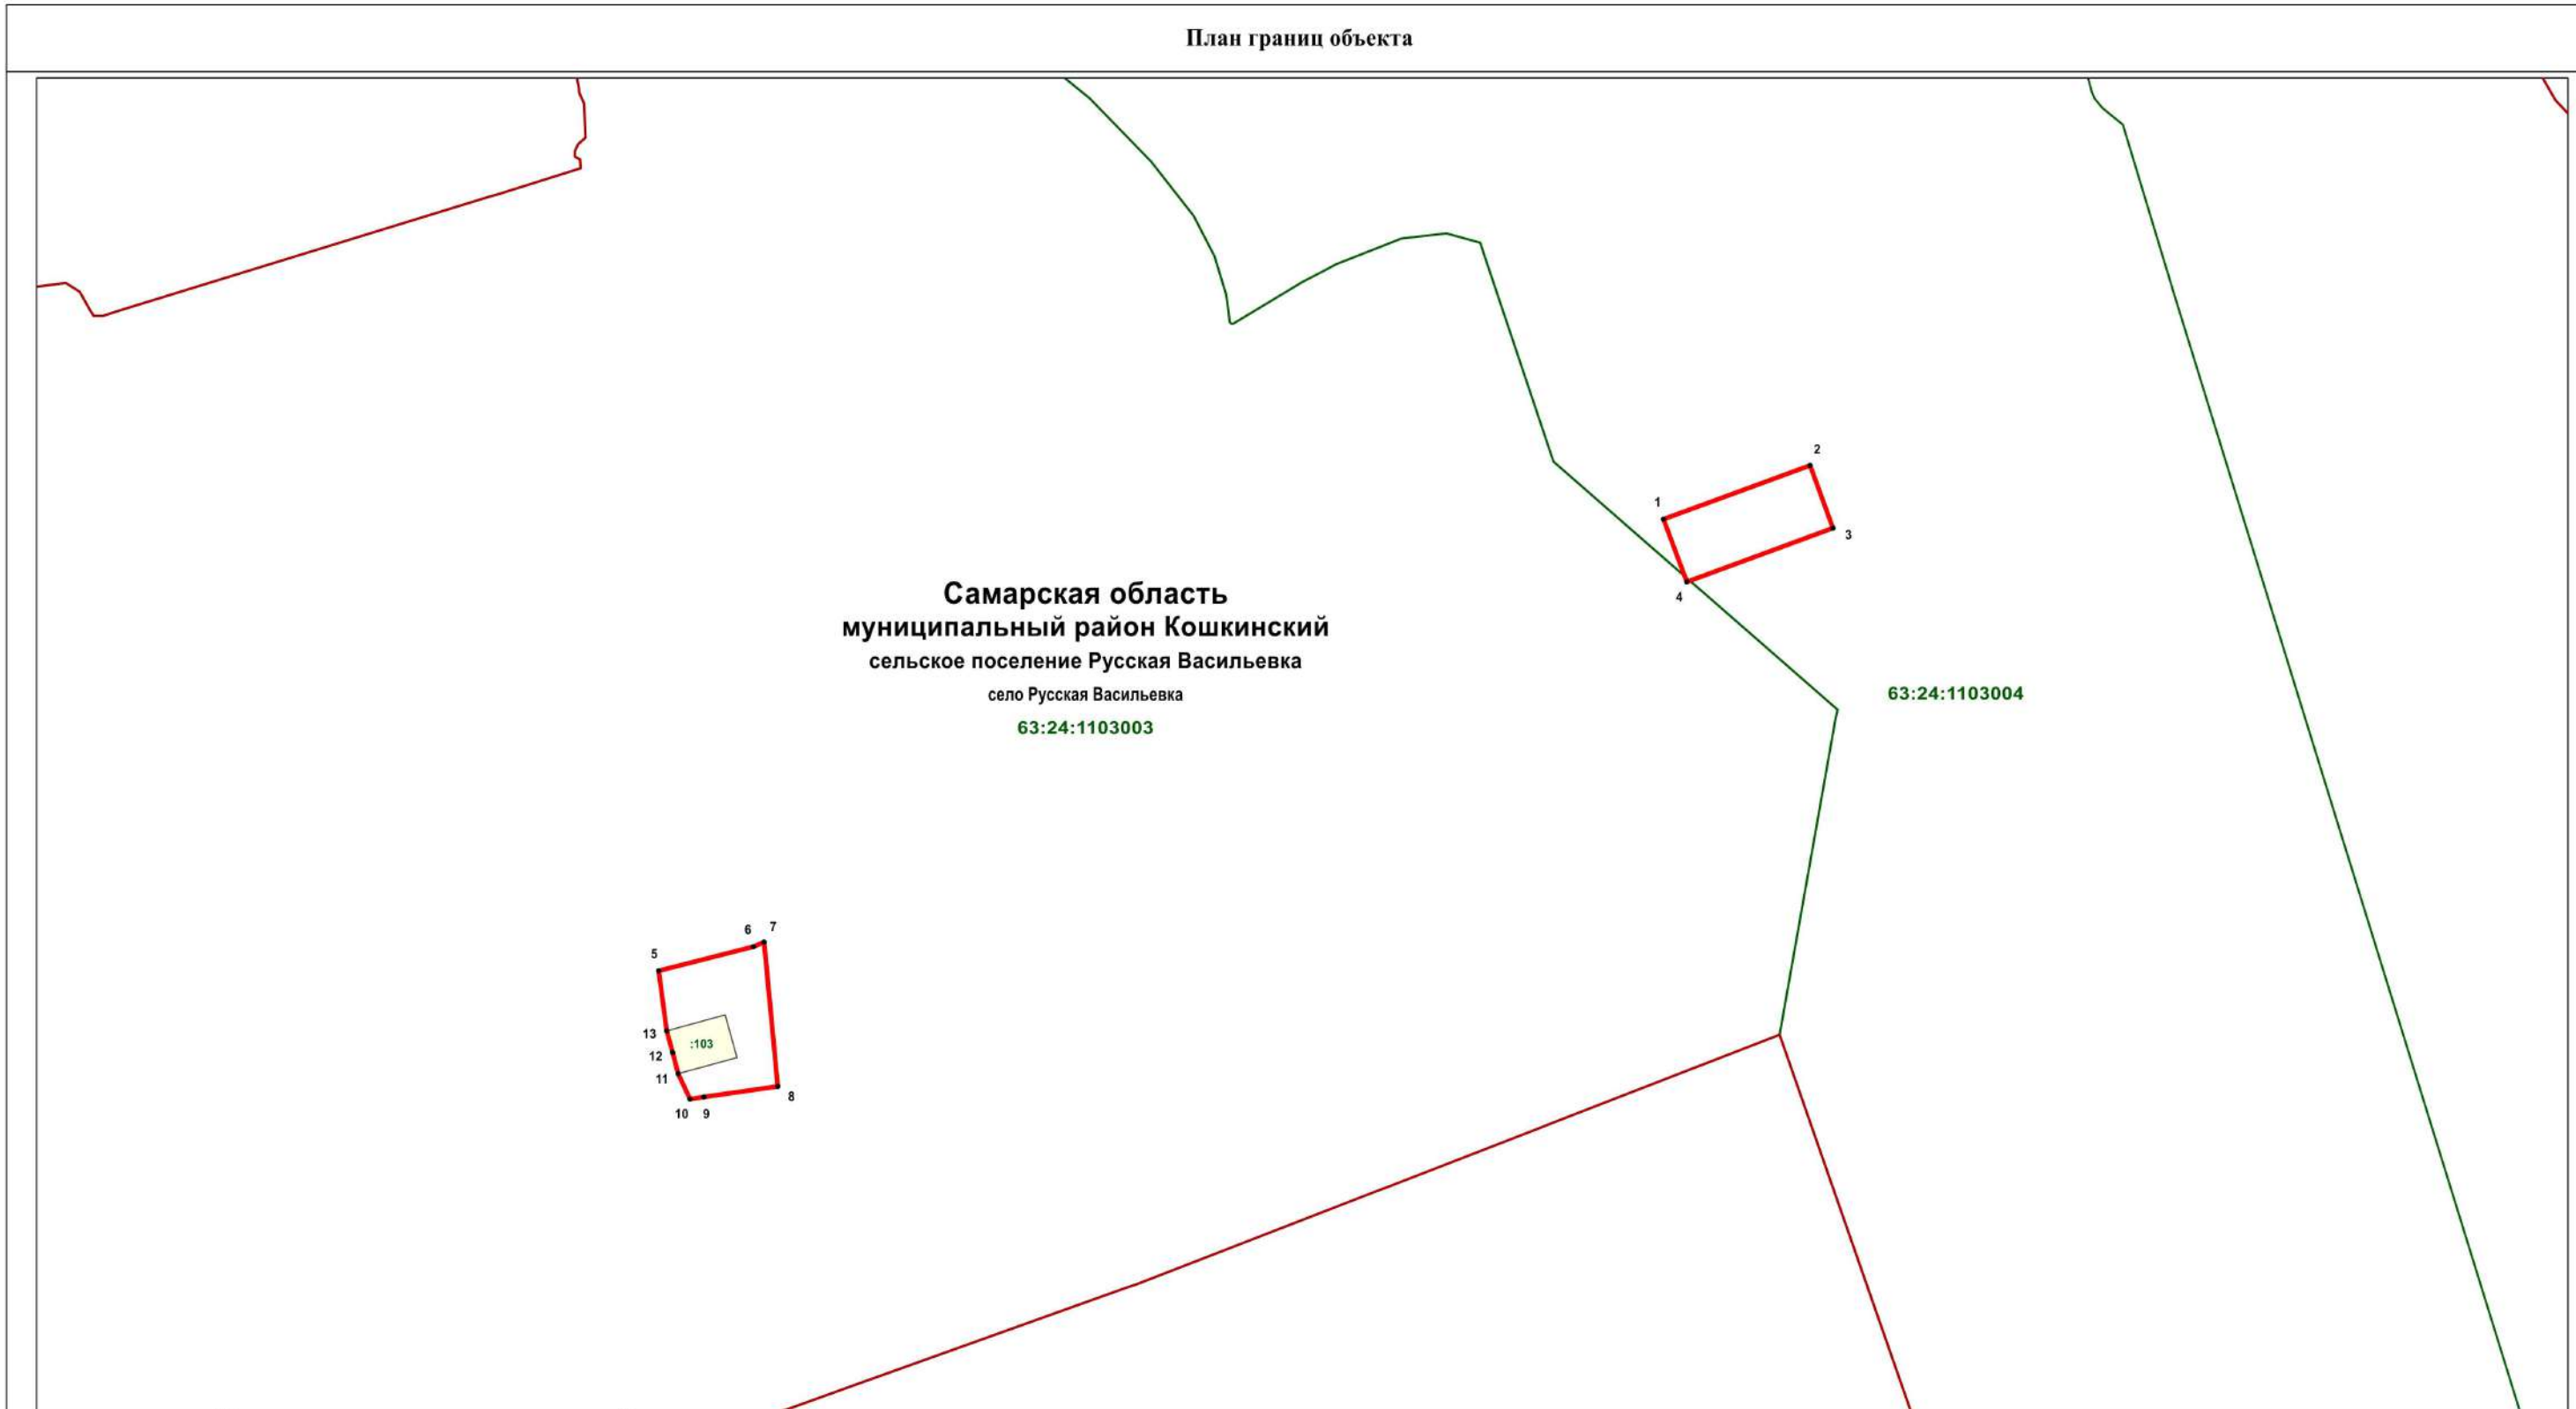 План границ объекта
2
1
3
4
Самарская область
муниципальный район Кошкинский
сельское поселение Русская Васильевка
село Русская Васильевка
63:24:1103003
63:24:1103004
6 7
5
13
:103
12
11
8
10 9